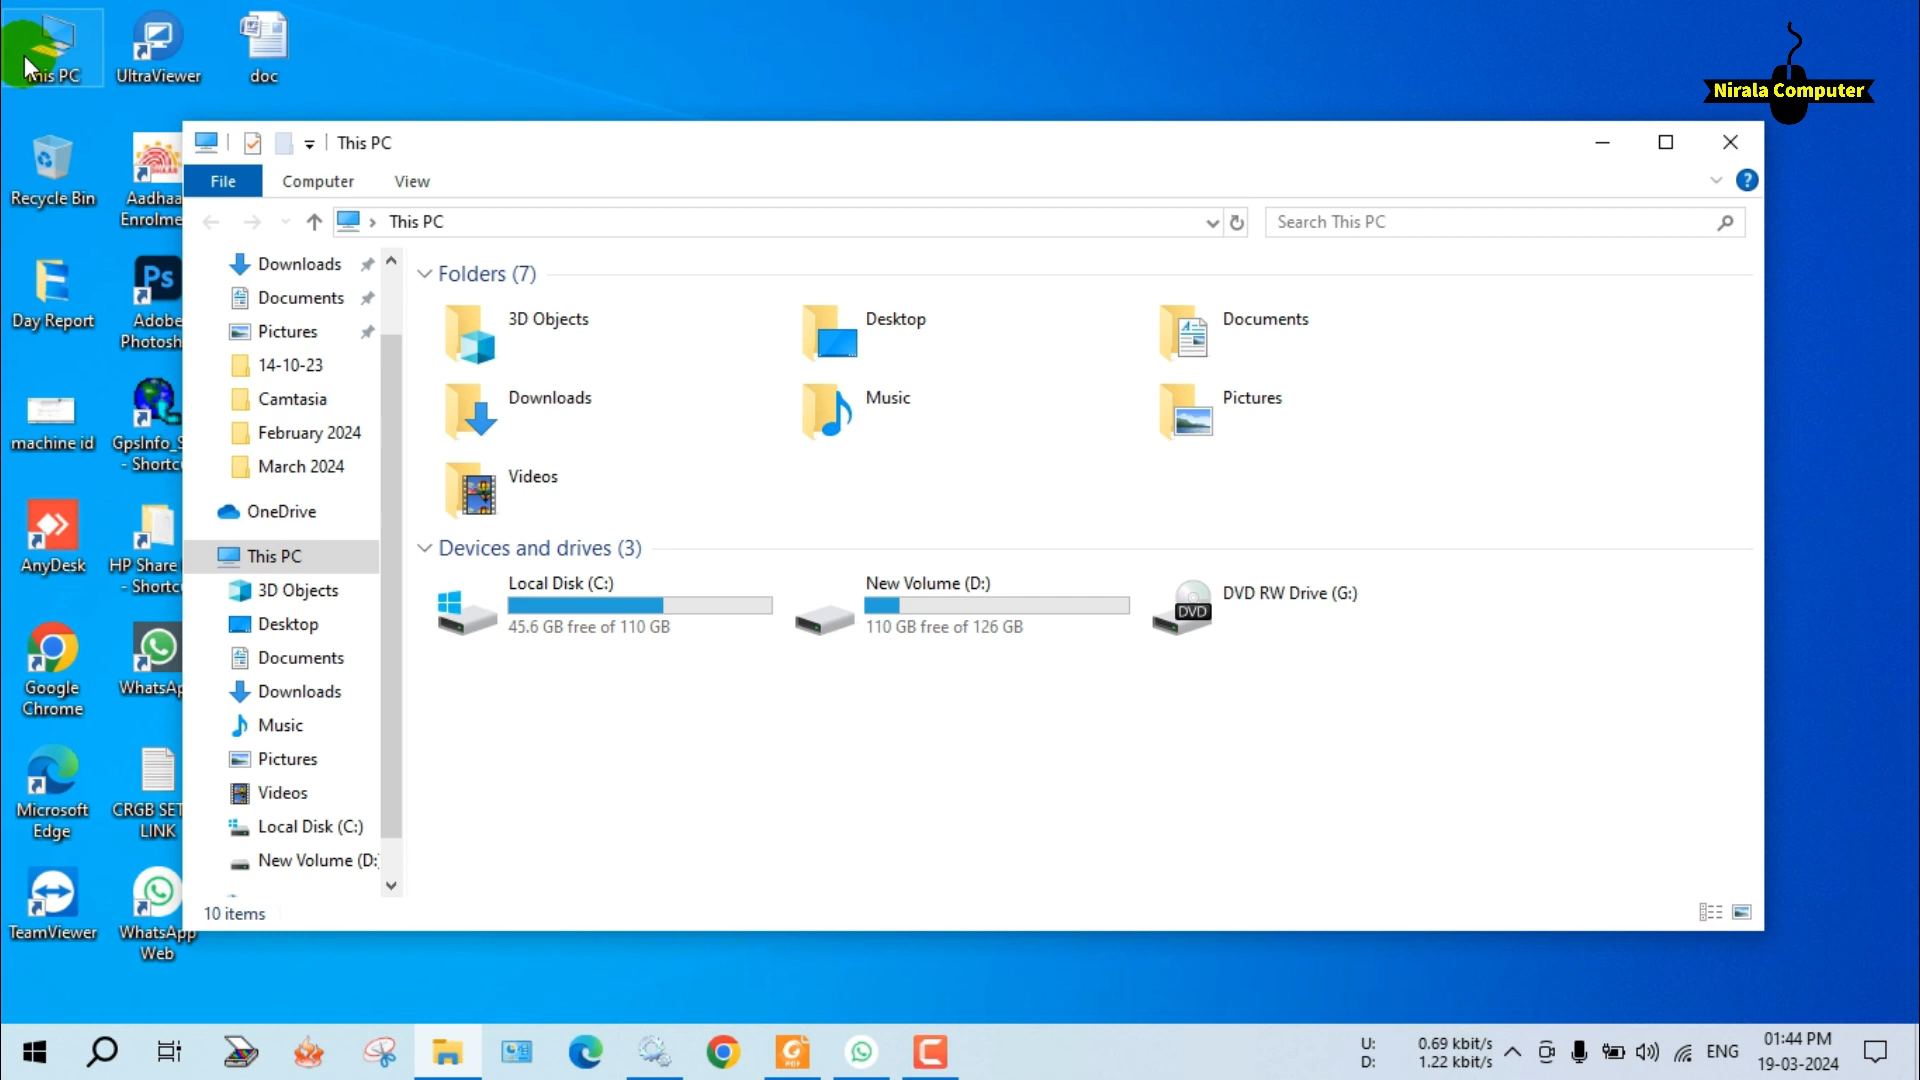 This PC
UltraViewer
doc
Nirala Computer
Recycle Bin
Aadhaa
Enrolme
Day Report
Ps
Adobe
Photosh
machine id
GpsInfo_S
- Shortcu
AnyDesk
HP Share
- Shortcu
Google
Chrome
WhatsAp
Microsoft
Edge
CRGB SET
LINK
TeamViewer
WhatsApp
Web
This PC
File
Computer
View
This PC
Search This PC
Downloads
Documents
Pictures
14-10-23
Camtasia
February 2024
March 2024
OneDrive
This PC
3D Objects
Desktop
Documents
Downloads
Music
Pictures
Videos
Local Disk (C:)
New Volume (D:)
Folders (7)
3D Objects
Desktop
Documents
Downloads
Music
Pictures
Videos
Devices and drives (3)
Local Disk (C:)
45.6 GB free of 110 GB
New Volume (D:)
110 GB free of 126 GB
DVD
DVD RW Drive (G:)
10 items
U: 0.69 kbit/s
D: 1.22 kbit/s
ENG
01:44 PM
19-03-2024